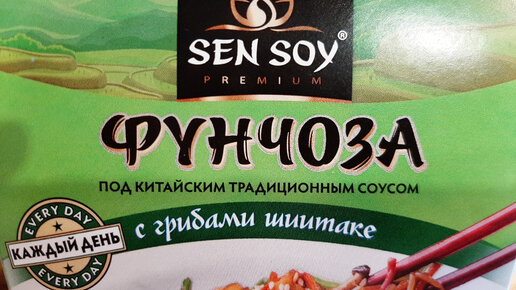 SEN SOY®
PREMIUM
ФУНЧОЗА
ПОД КИТАЙСКИМ ТРАДИЦИОННЫМ СОУСОМ
с грибами шиитаке
EVERY DAY
КАЖДЫЙ ДЕНЬ
EVERY DAY